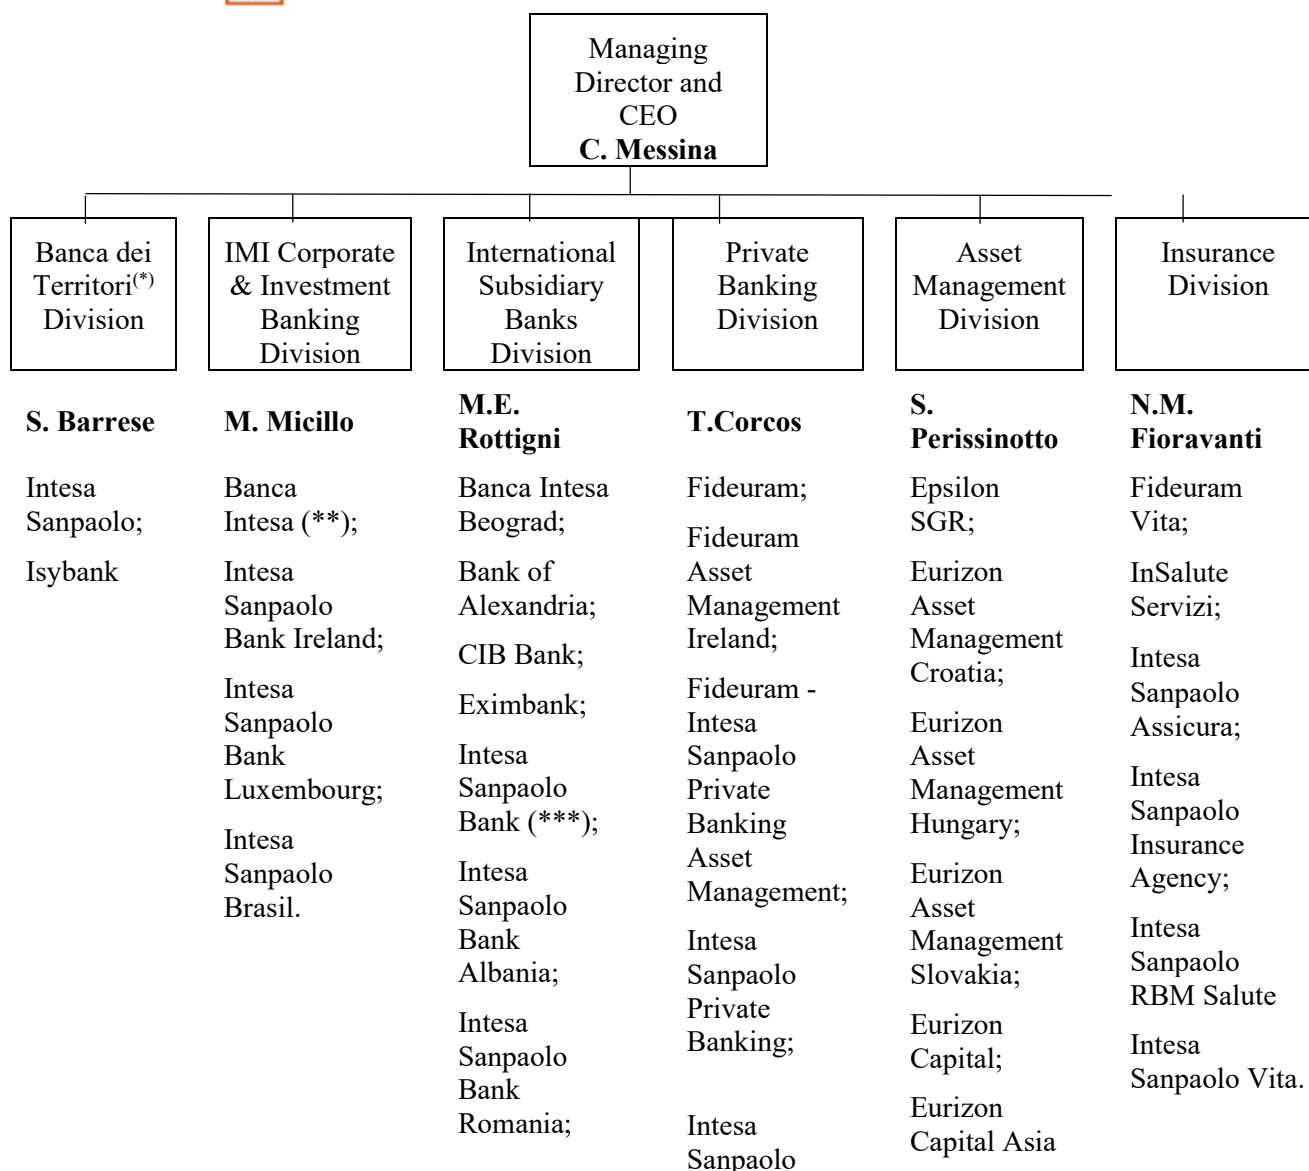 Managing
Director and
CEO
C. Messina
Banca dei
Territori(*)
Division
IMI Corporate
& Investment
Banking
Division
International
Subsidiary
Banks
Division
Private
Banking
Division
Asset
Management
Division
Insurance
Division
S. Barrese
Intesa
Sanpaolo;
Isybank
M. Micillo
Banca
Intesa (**);
Intesa
Sanpaolo
Bank Ireland;
Intesa
Sanpaolo
Bank
Luxembourg;
Intesa
Sanpaolo
Brasil.
M.E.
Rottigni
Banca Intesa
Beograd;
Bank of
Alexandria;
CIB Bank;
Eximbank;
Intesa
Sanpaolo
Bank (***);
Intesa
Sanpaolo
Bank
Albania;
Intesa
Sanpaolo
Bank
Romania;
T.Corcos
Fideuram;
Fideuram
Asset
Management
Ireland;
Fideuram -
Intesa
Sanpaolo
Private
Banking
Asset
Management;
Intesa
Sanpaolo
Private
Banking;
Intesa
Sanpaolo
S.
Perissinotto
Epsilon
SGR;
Eurizon
Asset
Management
Croatia;
Eurizon
Asset
Management
Hungary;
Eurizon
Asset
Management
Slovakia;
Eurizon
Capital;
Eurizon
Capital Asia
N.M.
Fioravanti
Fideuram
Vita;
InSalute
Servizi;
Intesa
Sanpaolo
Assicura;
Intesa
Sanpaolo
Insurance
Agency;
Intesa
Sanpaolo
RBM Salute
Intesa
Sanpaolo Vita.